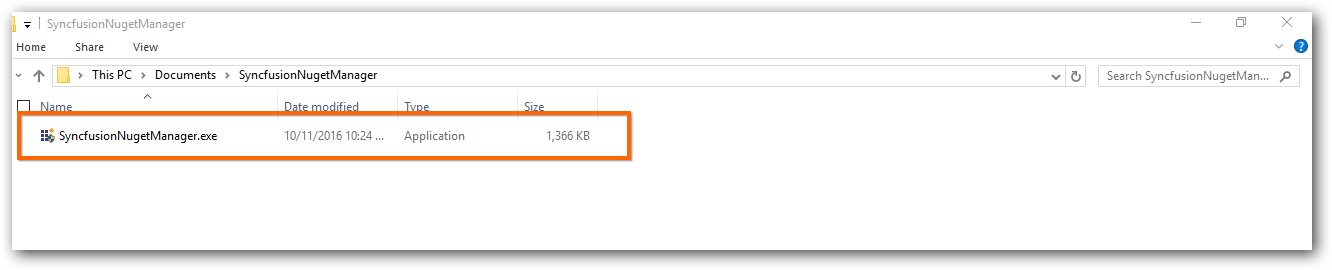 SyncfusionNugetManager
Home Share View
This PC Documents SyncfusionNugetManager Search SyncfusionNugetMan...
Name Date modified Type Size
SyncfusionNugetManager.exe 10/11/2016 10:24 ... Application 1,366 KB